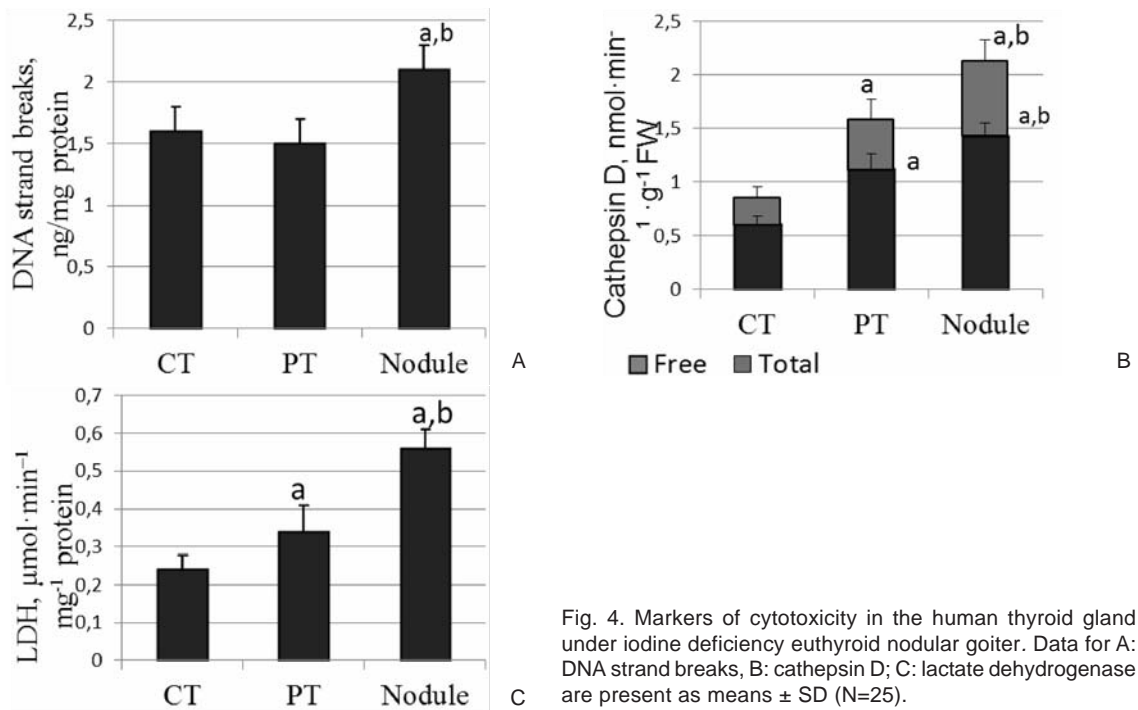 DNA strand breaks,
ng/mg protein
2,5
2
1,5
1
0,5
0
a,b
CT PT Nodule
A
Cathepsin D, nmol·min-
1 ·g-1 FW
2,5
2
1,5
1
0,5
0
a
a
a,b
a,b
CT PT Nodule
Free Total
B
LDH, µmol·min−1
mg-1 protein
0,7
0,6
0,5
0,4
0,3
0,2
0,1
0
a
a,b
CT PT Nodule
C
Fig. 4. Markers of cytotoxicity in the human thyroid gland
under iodine deficiency euthyroid nodular goiter. Data for A:
DNA strand breaks, B: cathepsin D; C: lactate dehydrogenase
are present as means ± SD (N=25).